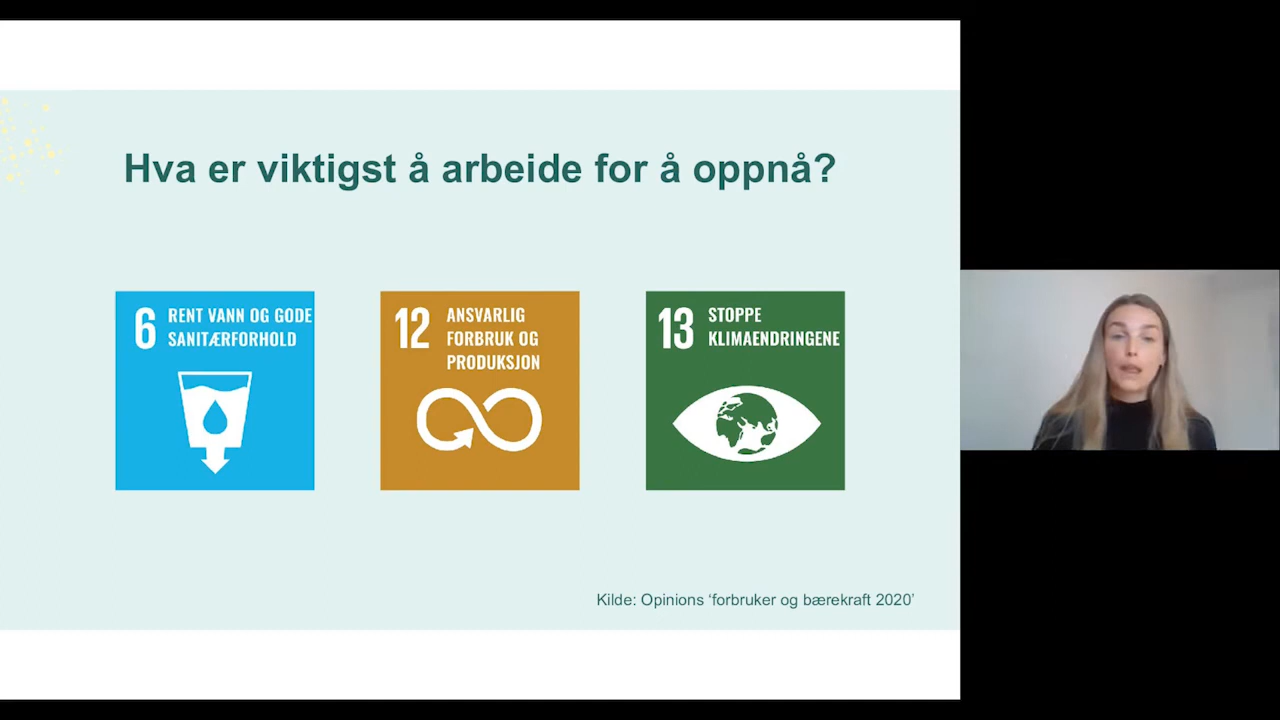 Hva er viktigst å arbeide for å oppnå?
6 RENT VANN OG GODE
SANITÆRFORHOLD
12 ANSVARLIG
FORBRUK OG
PRODUKSJON
13 STOPPE
KLIMAENDRINGENE
Kilde: Opinions ‘forbruker og bærekraft 2020’